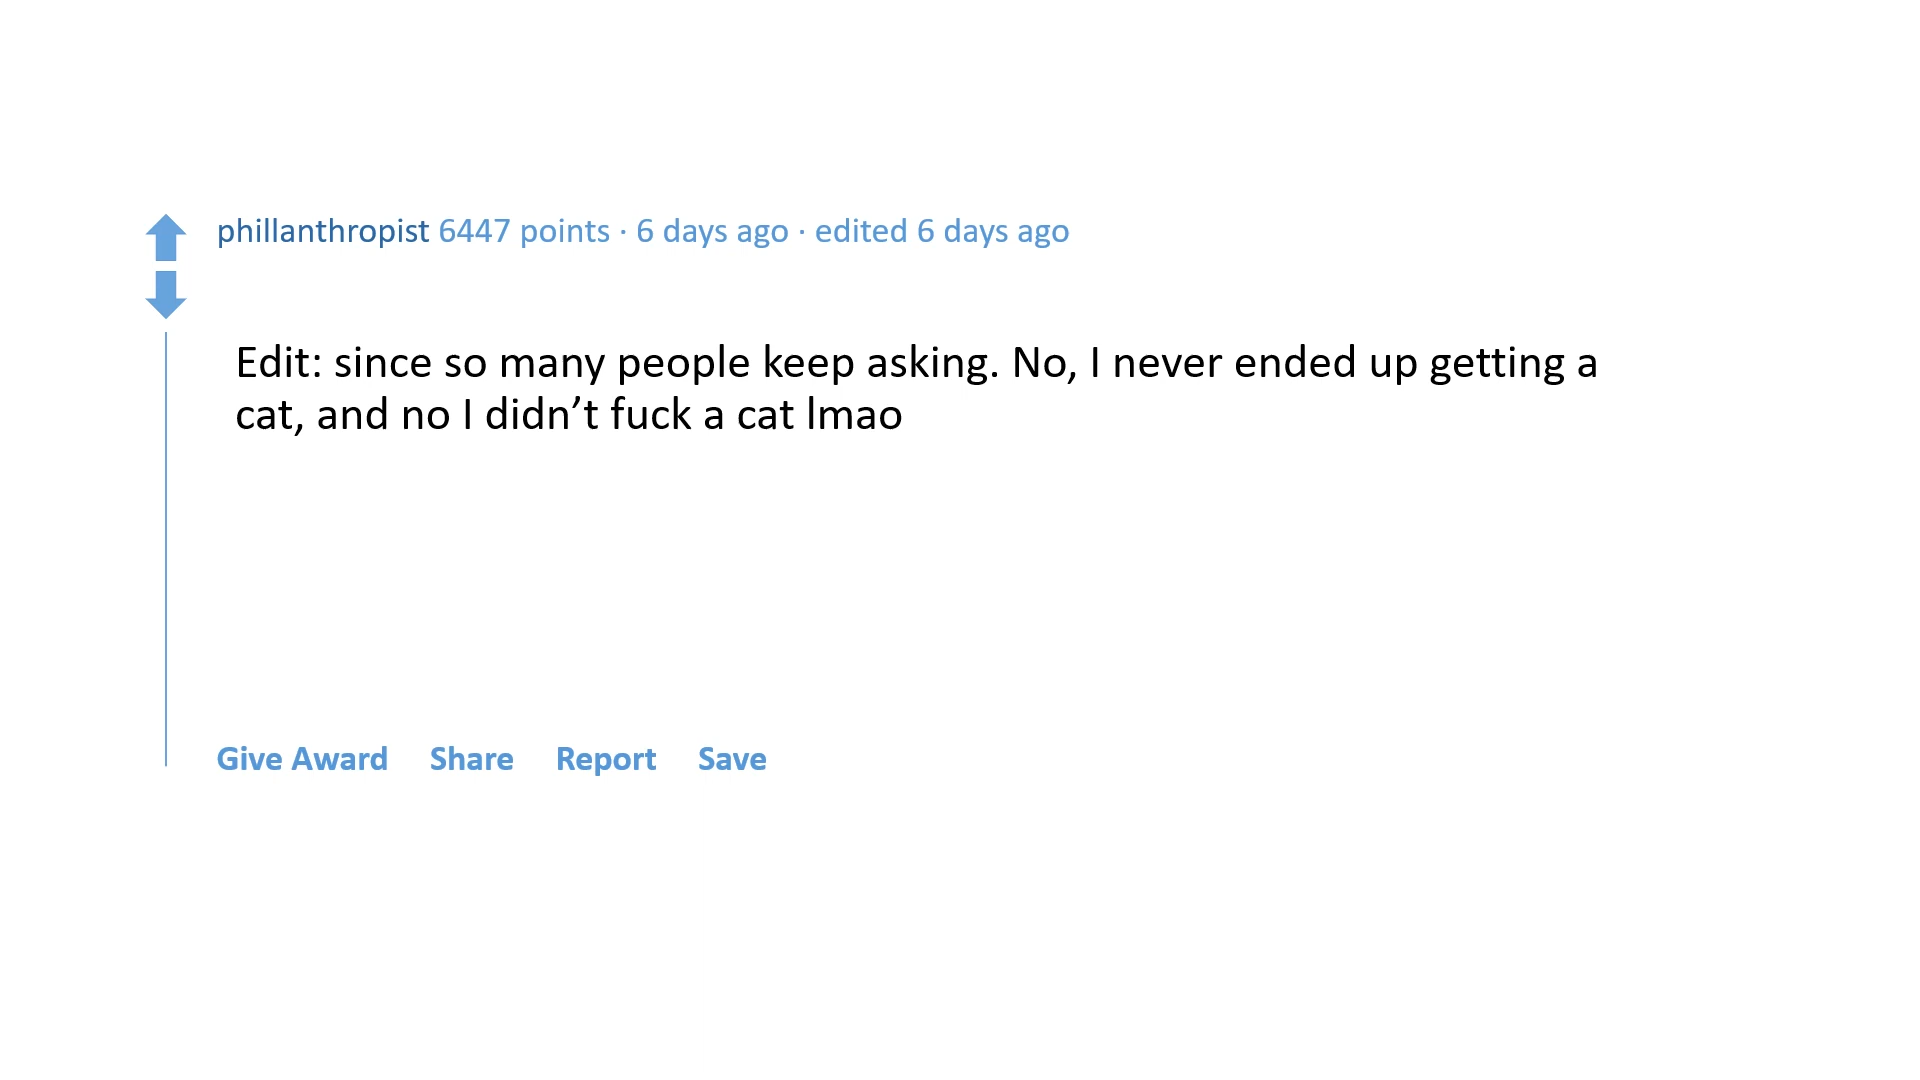 phillanthropist 6447 points · 6 days ago · edited 6 days ago
Edit: since so many people keep asking. No, I never ended up getting a
cat, and no I didn’t fuck a cat lmao
Give Award Share Report Save